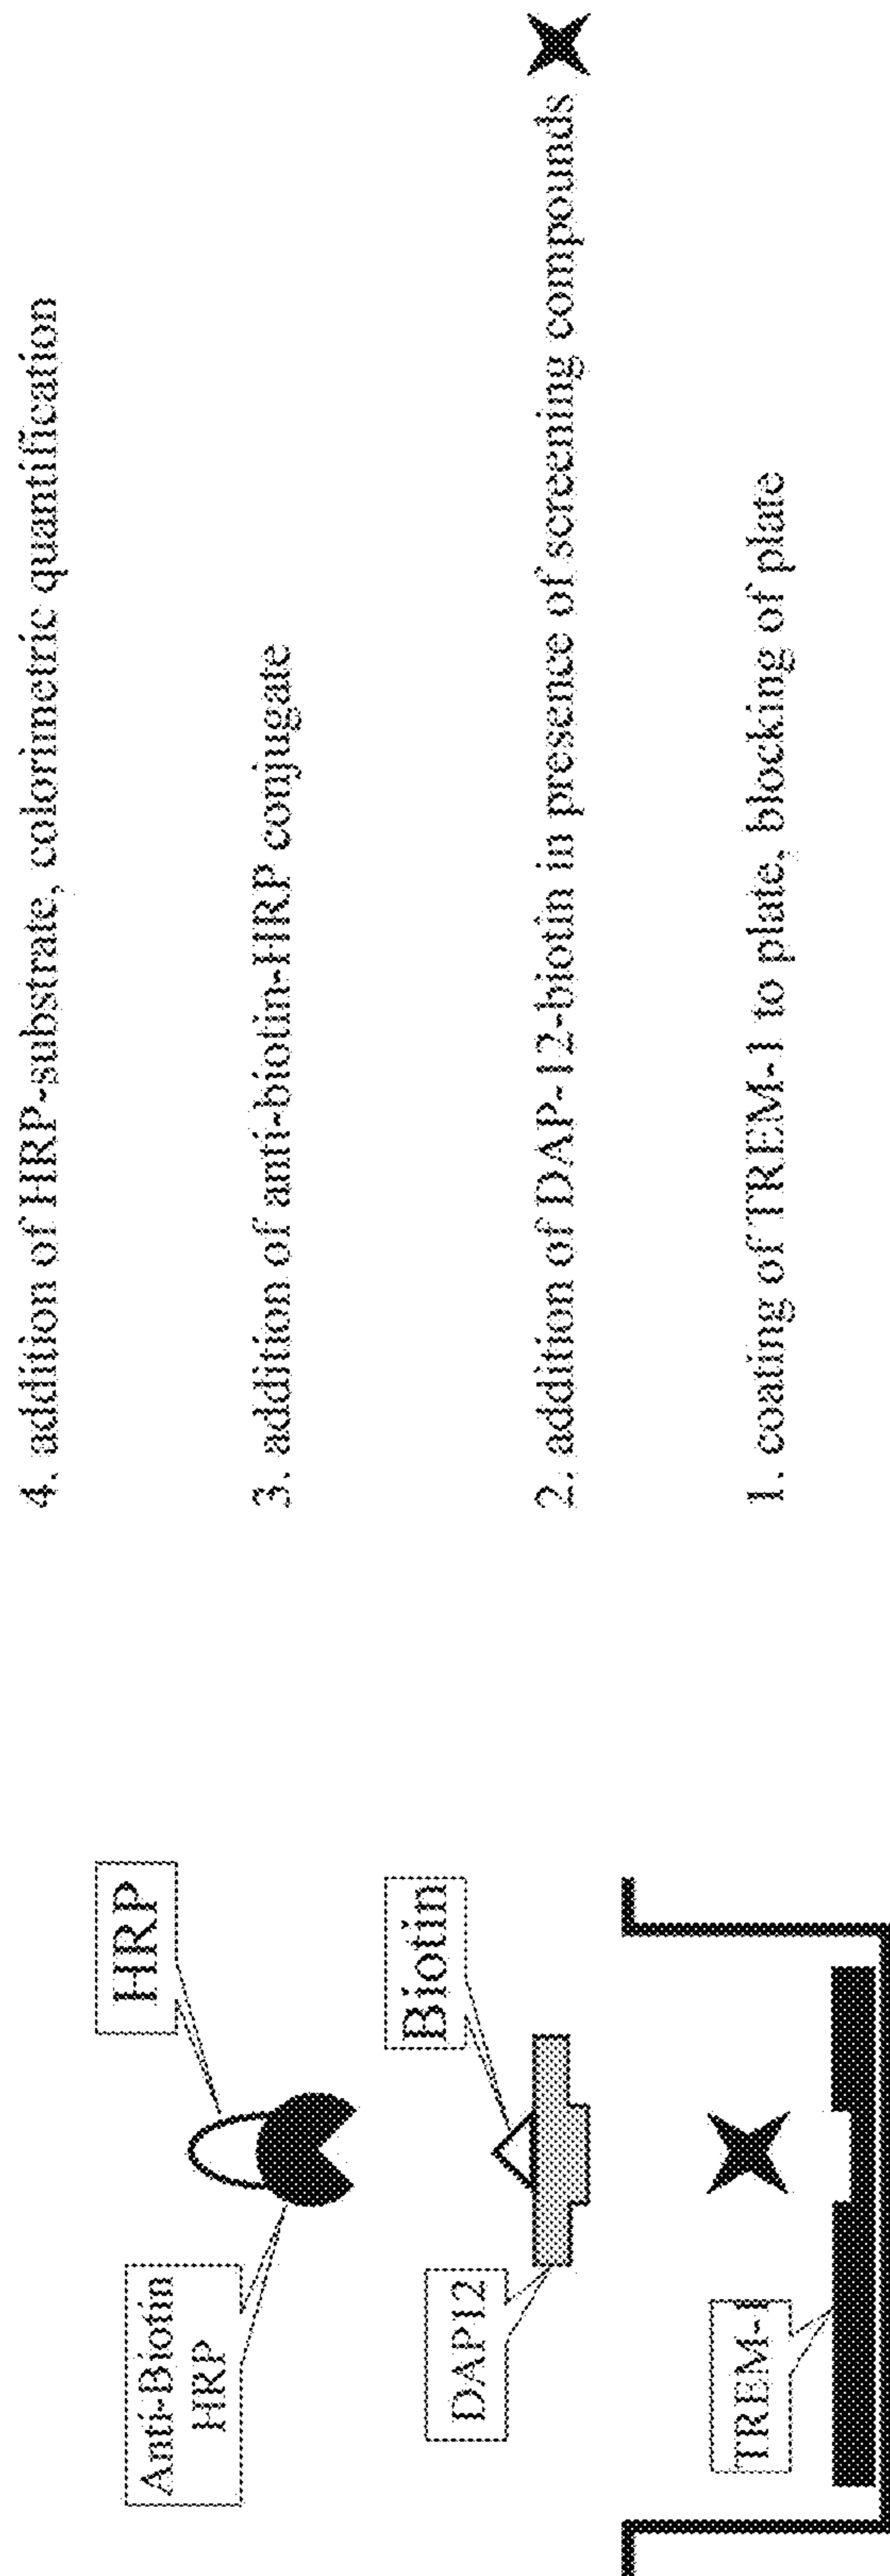 Anti-Biotin
HRP
HRP
DAP12
Biotin
TREM-1
4. addition of HRP-substrate, colorimetric quantification
3. addition of anti-biotin-HRP conjugate
2. addition of DAP-12-biotin in presence of screening compounds
1. coating of TREM-1 to plate, blocking of plate